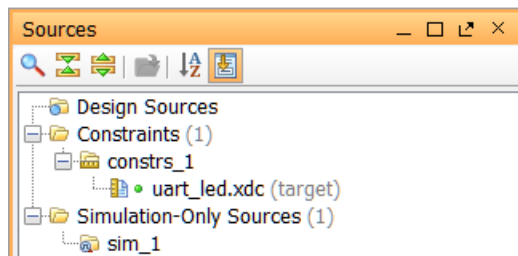 Sources
Design Sources
Constraints (1)
constrs_1
uart_led.xdc (target)
Simulation-Only Sources (1)
sim_1